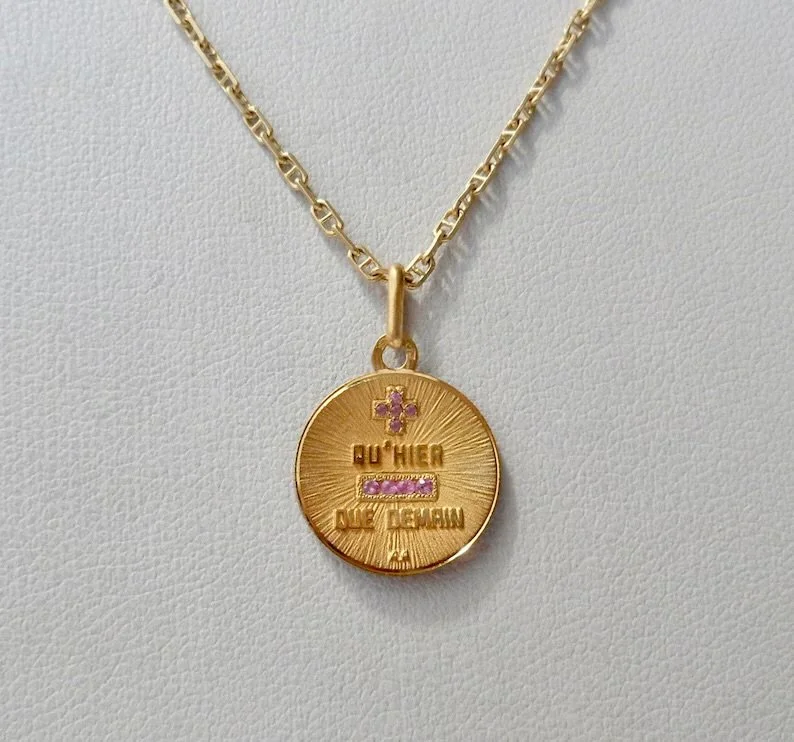 +
QU'HIER
-
QUE DEMAIN
A.A